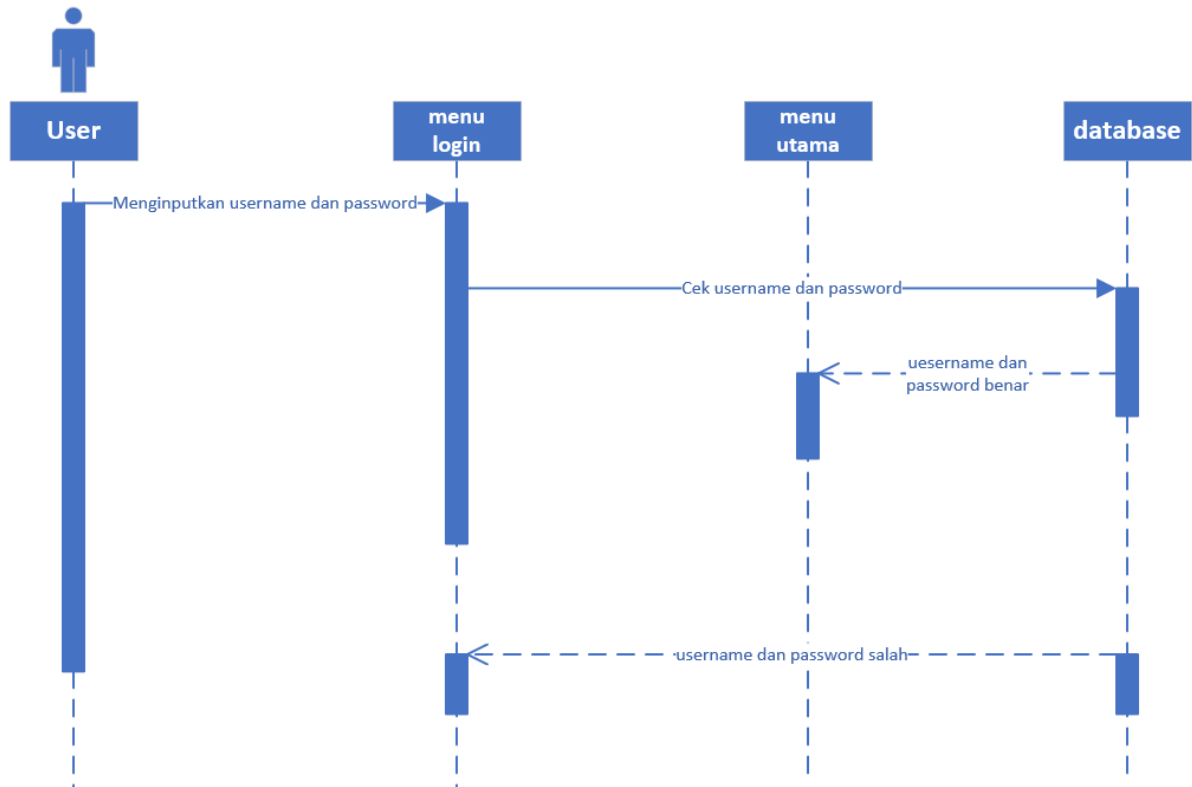 User
menu
login
menu
utama
database
Menginputkan username dan password
Cek username dan password
uesername dan
password benar
username dan password salah